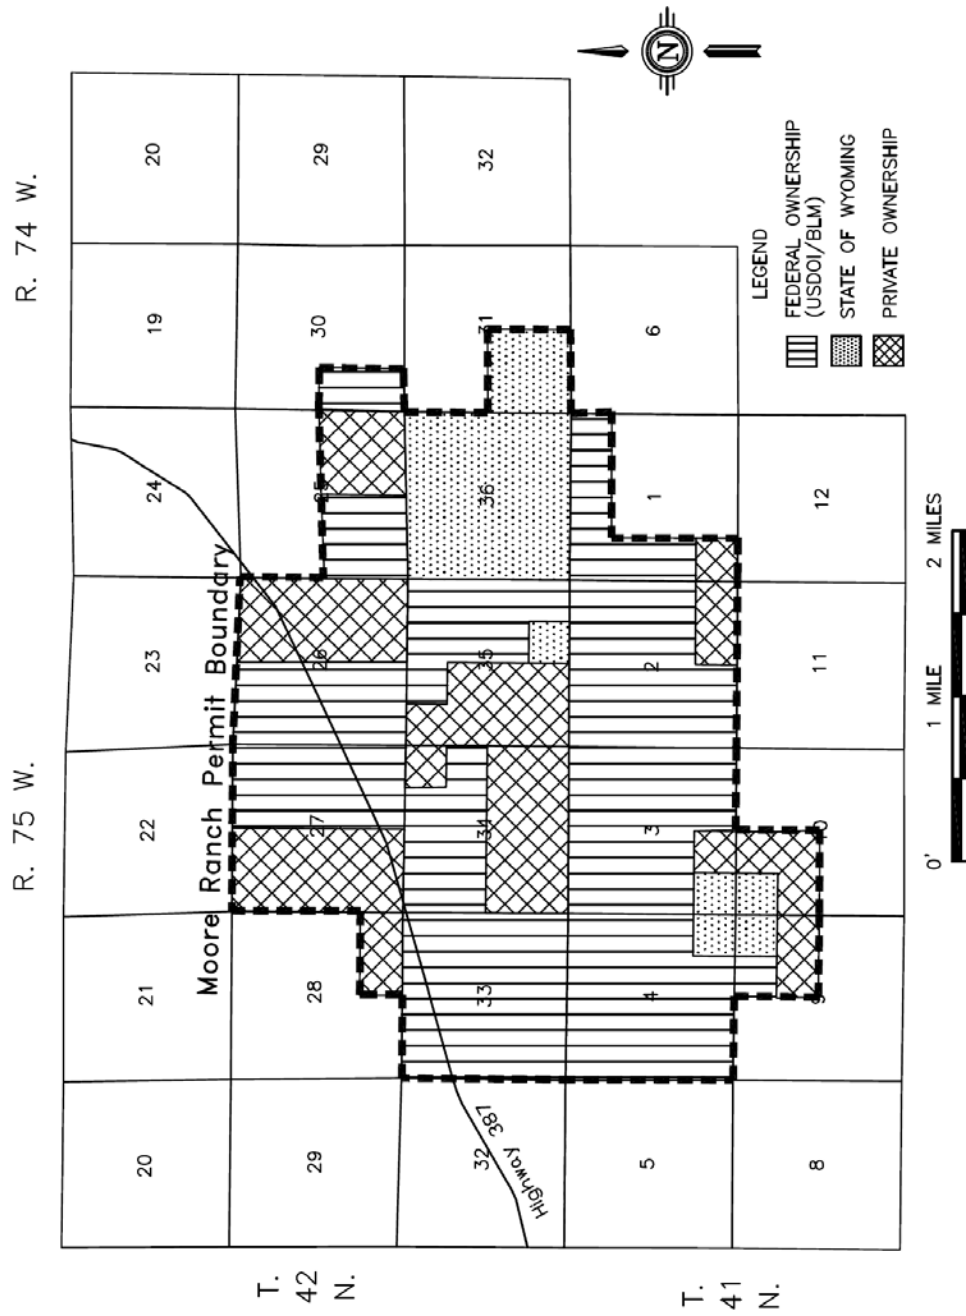 R. 75 W.
R. 74 W.
20 21 22 23 24 19 20
Moore Ranch Permit Boundary
T.
42
N.
29 28 27 26 25 30 29
32 33 34 35 36 31 32
Highway 387
N
T.
41
N.
5 4 3 2 1 6
8 9 10 11 12
LEGEND
FEDERAL OWNERSHIP
(USDOI/BLM)
STATE OF WYOMING
PRIVATE OWNERSHIP
0' 1 MILE 2 MILES